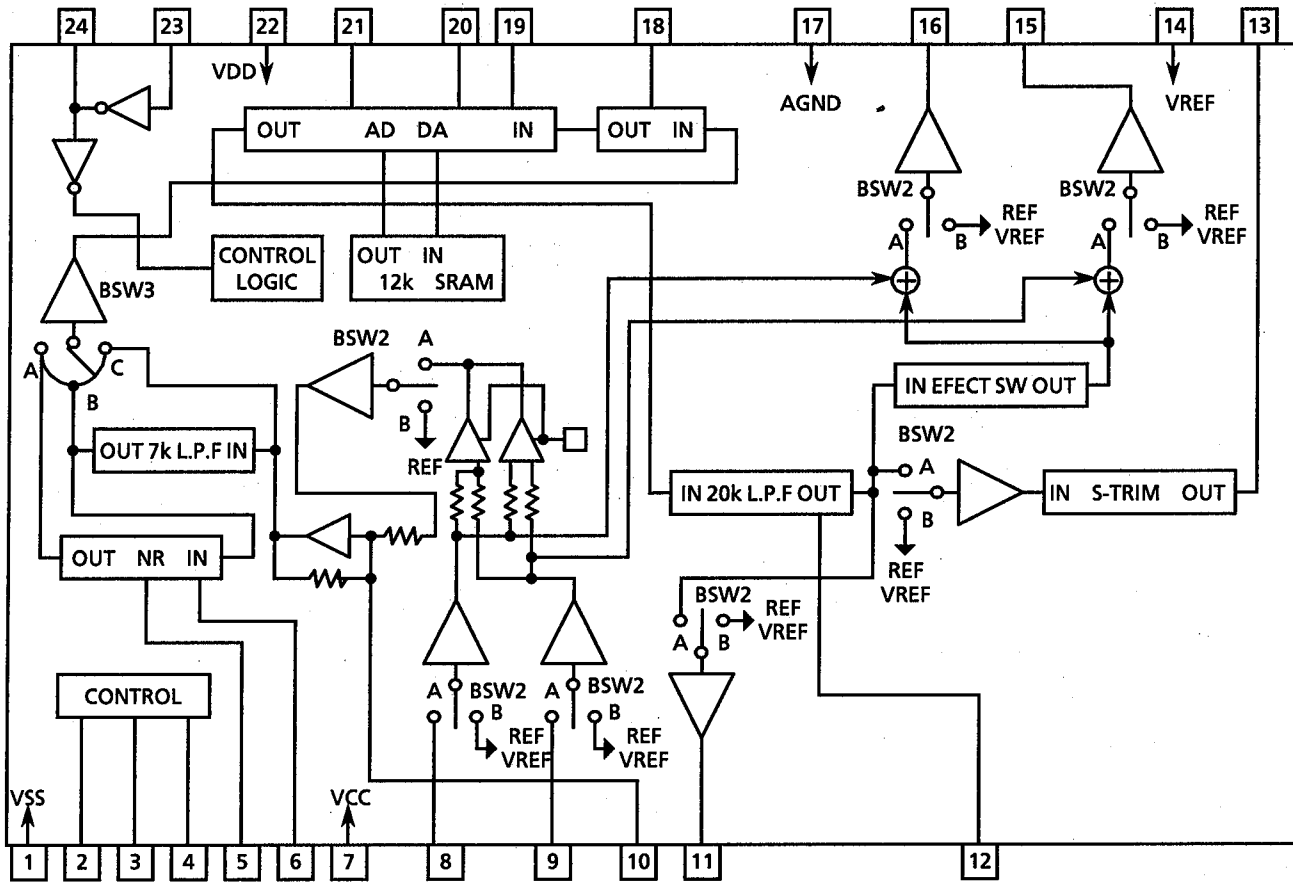 24 23 22 21 20 19 18 17 16 15 14 13
VDD
AGND
VREF
OUT AD DA IN
OUT IN
BSW2
REF
VREF
A
B
BSW2
REF
VREF
A
B
CONTROL
LOGIC
OUT IN
12k SRAM
BSW3
A
B
C
BSW2
A
B
REF
IN EFECT SW OUT
OUT 7k L.P.F IN
BSW2
A
B
REF
VREF
IN 20k L.P.F OUT
IN S-TRIM OUT
OUT NR IN
BSW2
A
B
REF
VREF
CONTROL
A
BSW2
B
REF
VREF
A
BSW2
B
REF
VREF
VSS
VCC
1 2 3 4 5 6 7 8 9 10 11 12